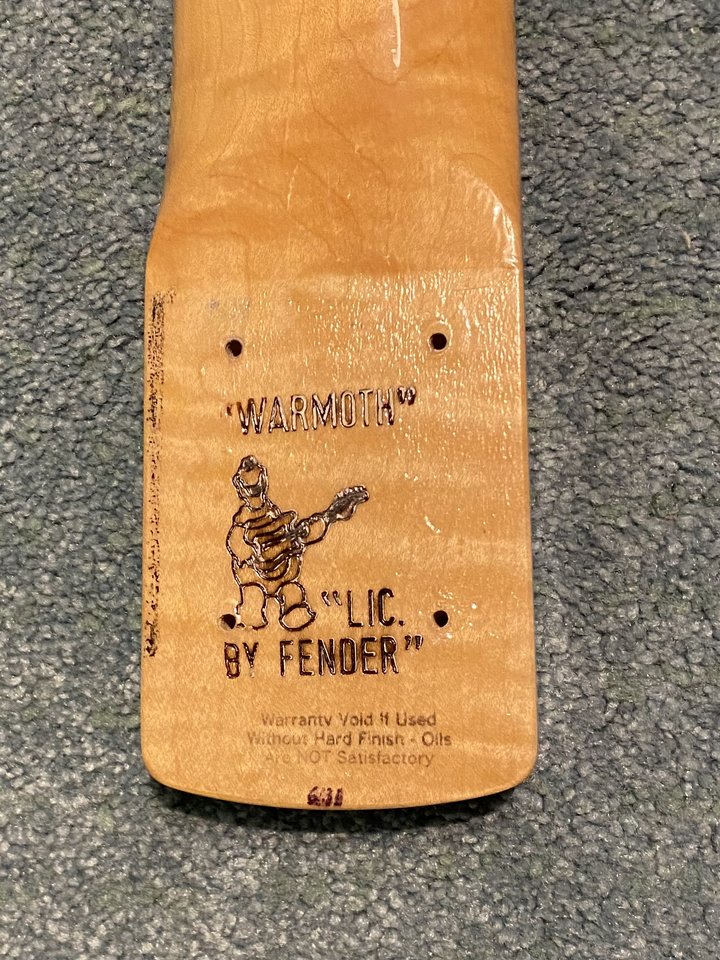 "WARMOTH"
"LIC.
BY FENDER"
Warranty Void If Used
Without Hard Finish - Oils
Are NOT Satisfactory